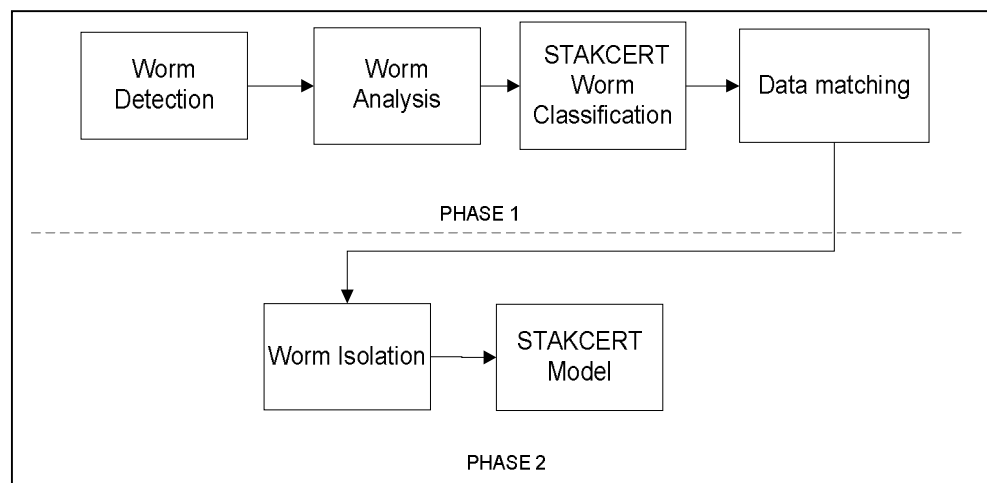 Worm
Detection
Worm
Analysis
STAKCERT
Worm
Classification
Data matching
PHASE 1
Worm Isolation
STAKCERT
Model
PHASE 2